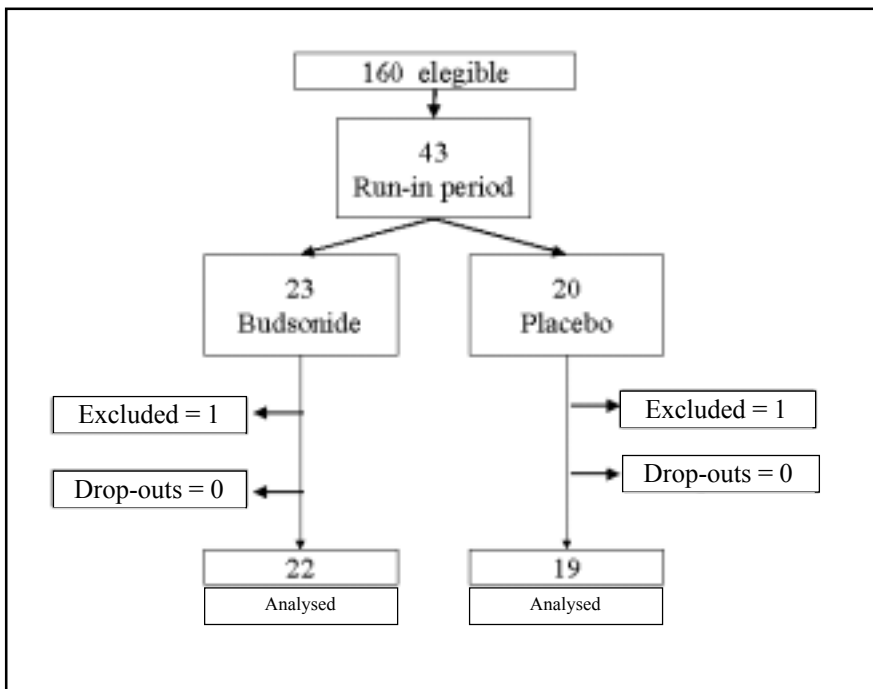 160 elegible
43
Run-in period
23
Budsonide
20
Placebo
Excluded = 1
Excluded = 1
Drop-outs = 0
Drop-outs = 0
22
19
Analysed
Analysed